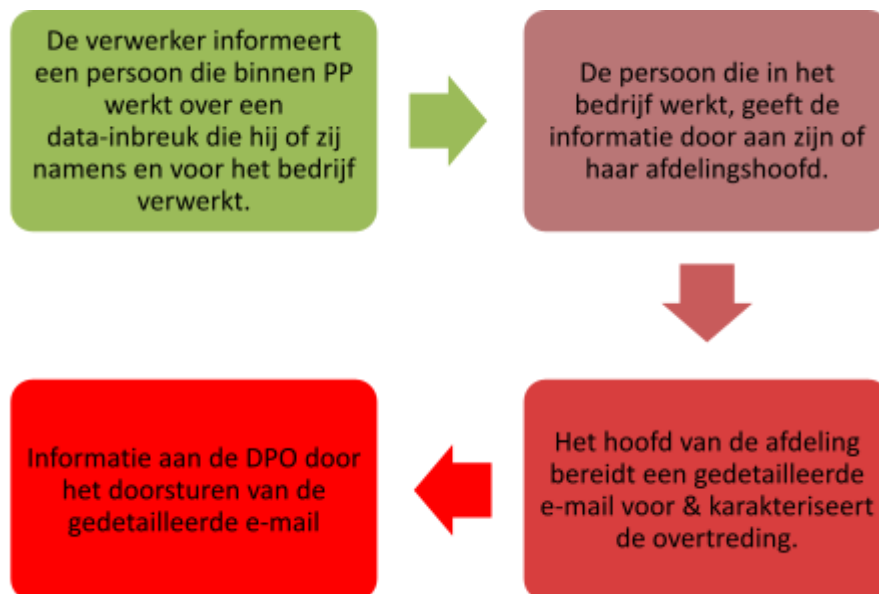 De verwerker informeert
een persoon die binnen PP
werkt over een
data-inbreuk die hij of zij
namens en voor het bedrijf
verwerkt.
De persoon die in het
bedrijf werkt, geeft de
informatie door aan zijn of
haar afdelingshoofd.
Het hoofd van de afdeling
bereidt een gedetailleerde
e-mail voor & karakteriseert
de overtreding.
Informatie aan de DPO door
het doorsturen van de
gedetailleerde e-mail